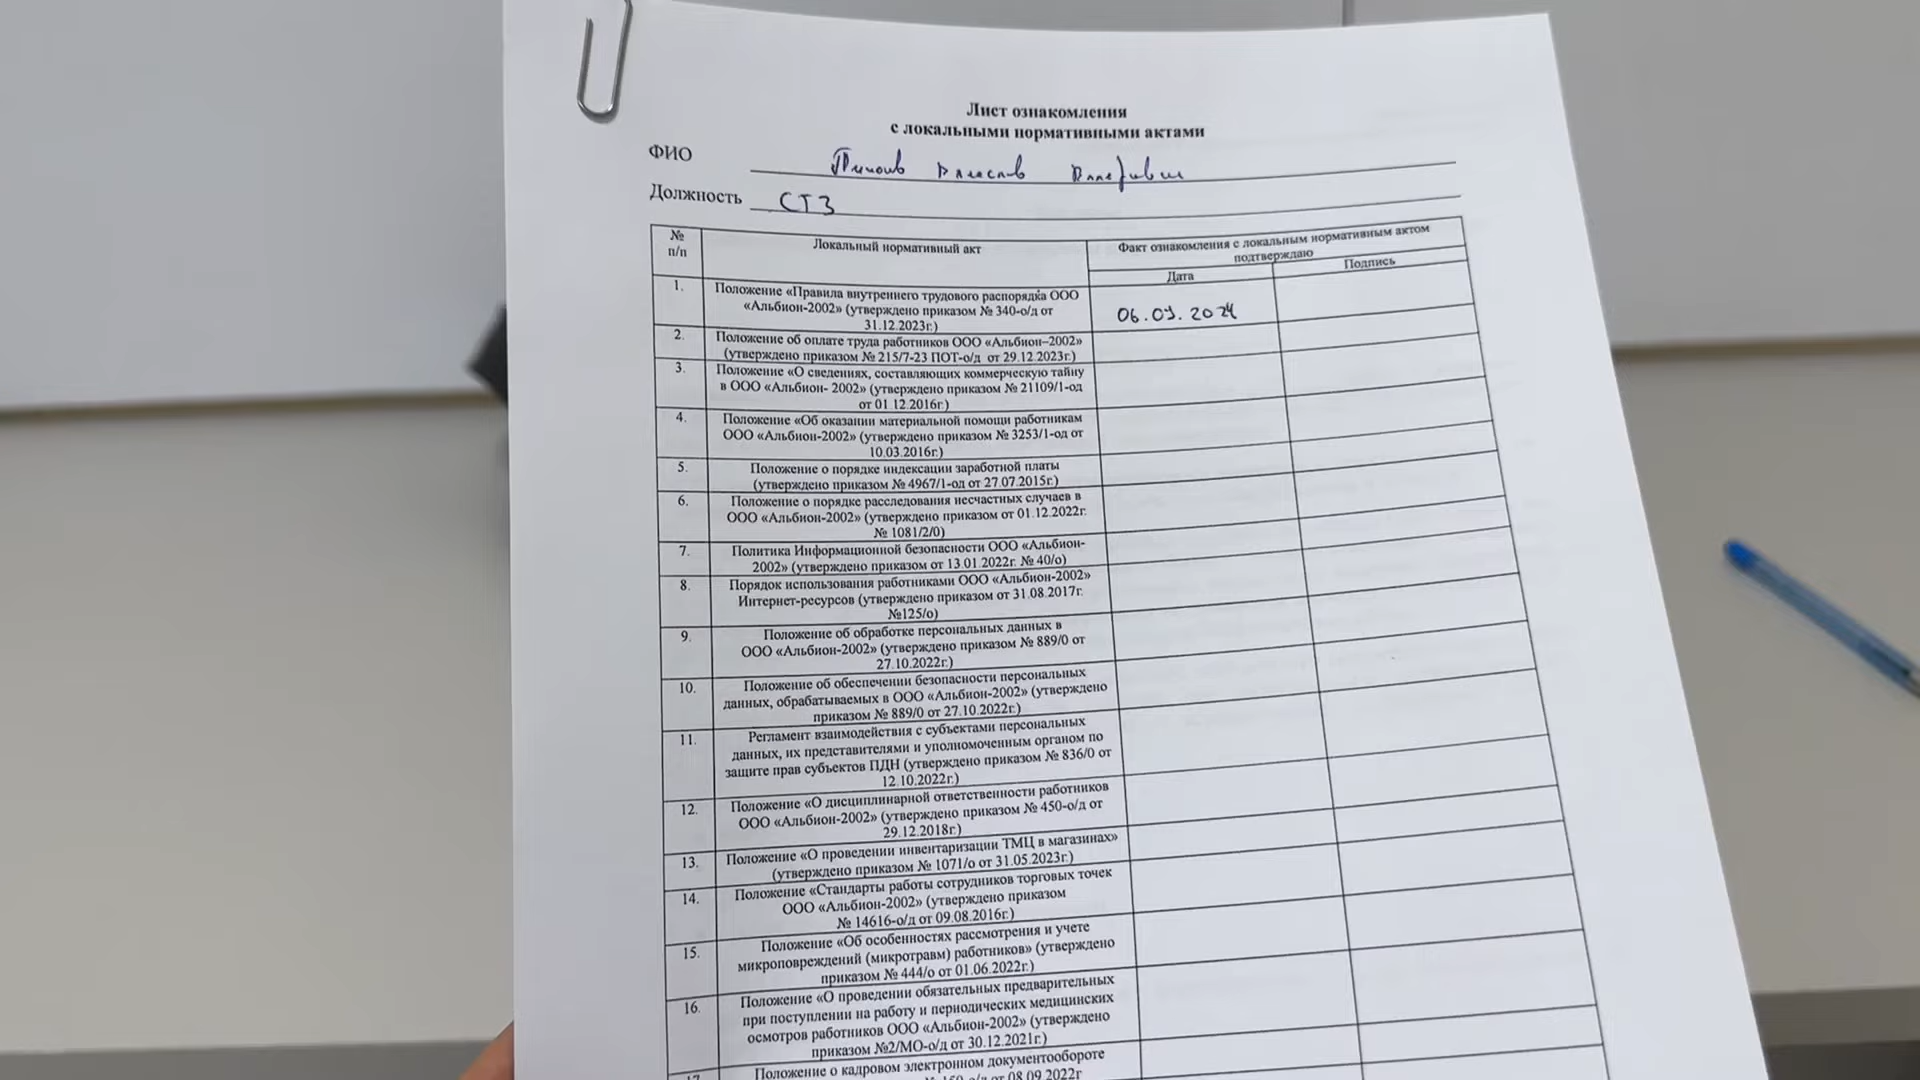 Лист ознакомления
с локальными нормативными актами
ФИО
Должность СТЗ
№ п/п
Локальный нормативный акт
Факт ознакомления с локальным нормативным актом
подтверждаю
Дата
Подпись
1.
Положение «Правила внутреннего трудового распорядка ООО
«Альбион-2002» (утверждено приказом № 340-о/д от
31.12.2023г.)
06.09.2024
2.
Положение об оплате труда работников ООО «Альбион–2002»
(утверждено приказом № 215/7-23 ПОТ-о/д от 29.12.2023г.)
3.
Положение «О сведениях, составляющих коммерческую тайну
в ООО «Альбион- 2002» (утверждено приказом № 21109/1-од
от 01.12.2016г.)
4.
Положение «Об оказании материальной помощи работникам
ООО «Альбион-2002» (утверждено приказом № 3253/1-од от
10.03.2016г.)
5.
Положение о порядке индексации заработной платы
(утверждено приказом № 4967/1-од от 27.07.2015г.)
6.
Положение о порядке расследования несчастных случаев в
ООО «Альбион-2002» (утверждено приказом от 01.12.2022г.
№ 1081/2/0)
7.
Политика Информационной безопасности ООО «Альбион-
2002» (утверждено приказом от 13.01.2022г. № 40/о)
8.
Порядок использования работниками ООО «Альбион-2002»
Интернет-ресурсов (утверждено приказом от 31.08.2017г.
№125/о)
9.
Положение об обработке персональных данных в
ООО «Альбион-2002» (утверждено приказом № 889/0 от
27.10.2022г.)
10.
Положение об обеспечении безопасности персональных
данных, обрабатываемых в ООО «Альбион-2002» (утверждено
приказом № 889/0 от 27.10.2022г.)
11.
Регламент взаимодействия с субъектами персональных
данных, их представителями и уполномоченным органом по
защите прав субъектов ПДН (утверждено приказом № 836/0 от
12.10.2022г.)
12.
Положение «О дисциплинарной ответственности работников
ООО «Альбион-2002» (утверждено приказом № 450-о/д от
29.12.2018г.)
13.
Положение «О проведении инвентаризации ТМЦ в магазинах»
(утверждено приказом № 1071/о от 31.05.2023г.)
14.
Положение «Стандарты работы сотрудников торговых точек
ООО «Альбион-2002» (утверждено приказом
№ 14616-о/д от 09.08.2016г.)
15.
Положение «Об особенностях рассмотрения и учете
микроповреждений (микротравм) работников» (утверждено
приказом № 444/о от 01.06.2022г.)
16.
Положение «О проведении обязательных предварительных
при поступлении на работу и периодических медицинских
осмотров работников ООО «Альбион-2002» (утверждено
приказом №2/МО-о/д от 30.12.2021г.)
Положение о кадровом электронном документообороте
от 08.09.2022г